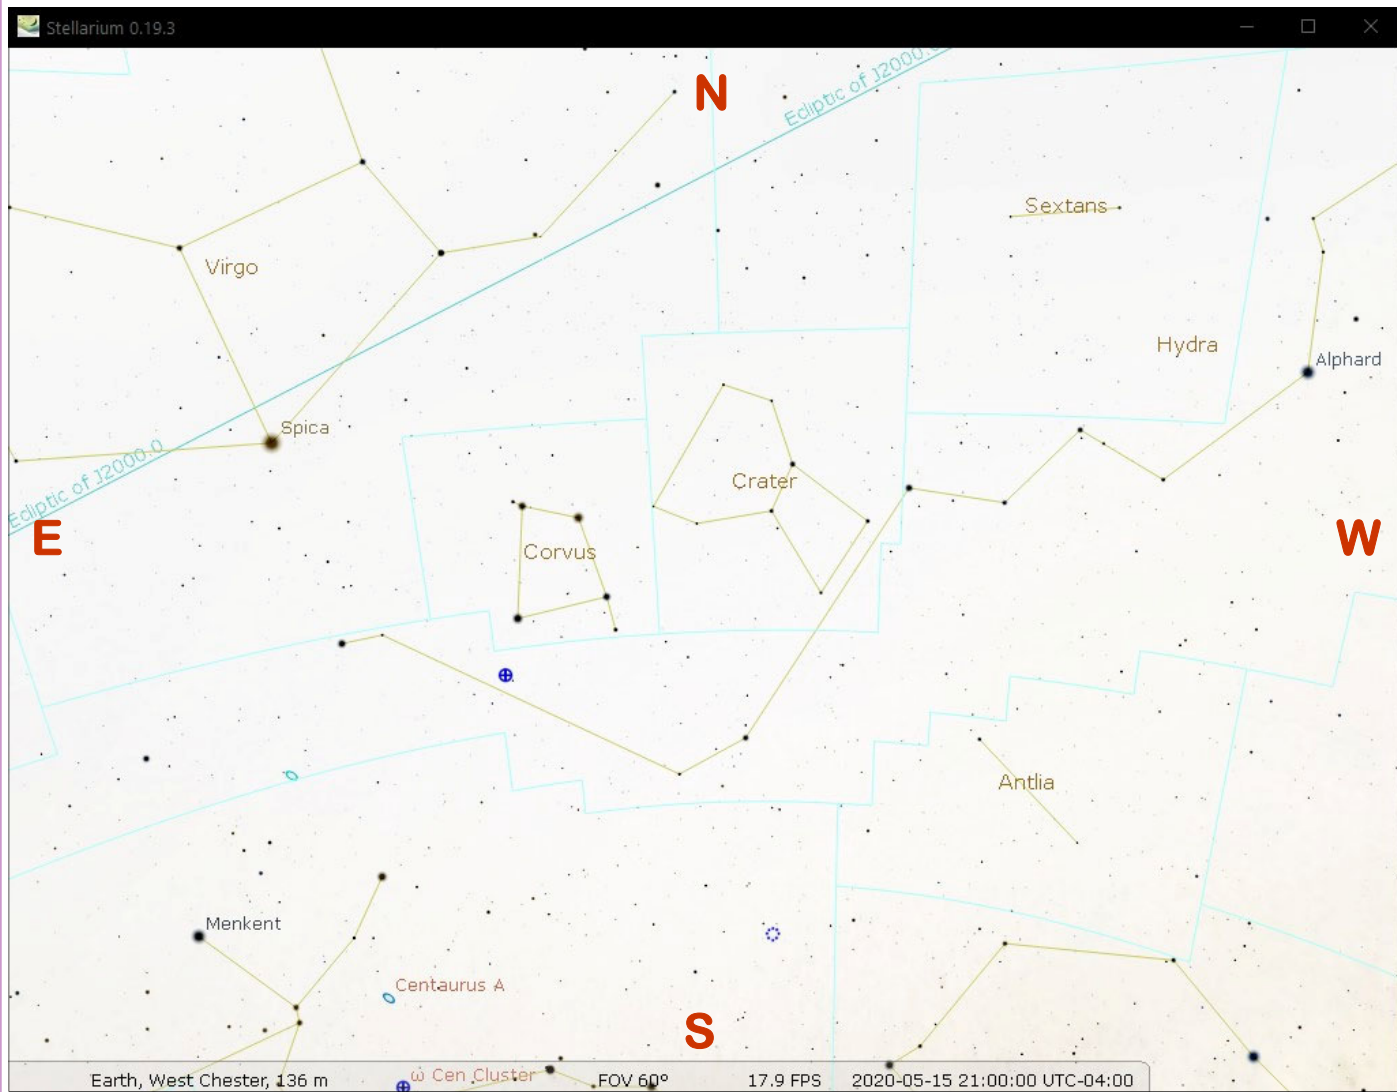 Stellarium 0.19.3
Ecliptic of J2000.0
N
Sextans
Virgo
Hydra
Alphard
Spica
Ecliptic of J2000.0
Crater
E
Corvus
W
Antlia
Menkent
Centaurus A
S
ω Cen Cluster
Earth, West Chester, 136 m
FOV 60°
17.9 FPS
2020-05-15 21:00:00 UTC-04:00